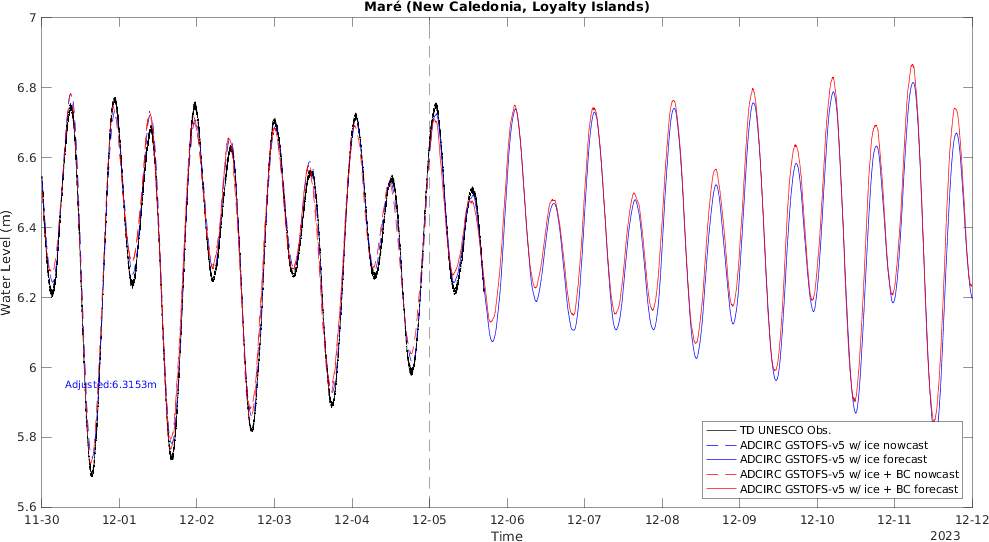 Maré (New Caledonia, Loyalty Islands)
7
6.8
6.6
6.4
6.2
6
5.8
5.6
Water Level (m)
Adjusted:6.3153m
TD UNESCO Obs.
ADCIRC GSTOFS-v5 w/ ice nowcast
ADCIRC GSTOFS-v5 w/ ice forecast
ADCIRC GSTOFS-v5 w/ ice + BC nowcast
ADCIRC GSTOFS-v5 w/ ice + BC forecast
11-30 12-01 12-02 12-03 12-04 12-05 12-06 12-07 12-08 12-09 12-10 12-11 12-12
Time
2023